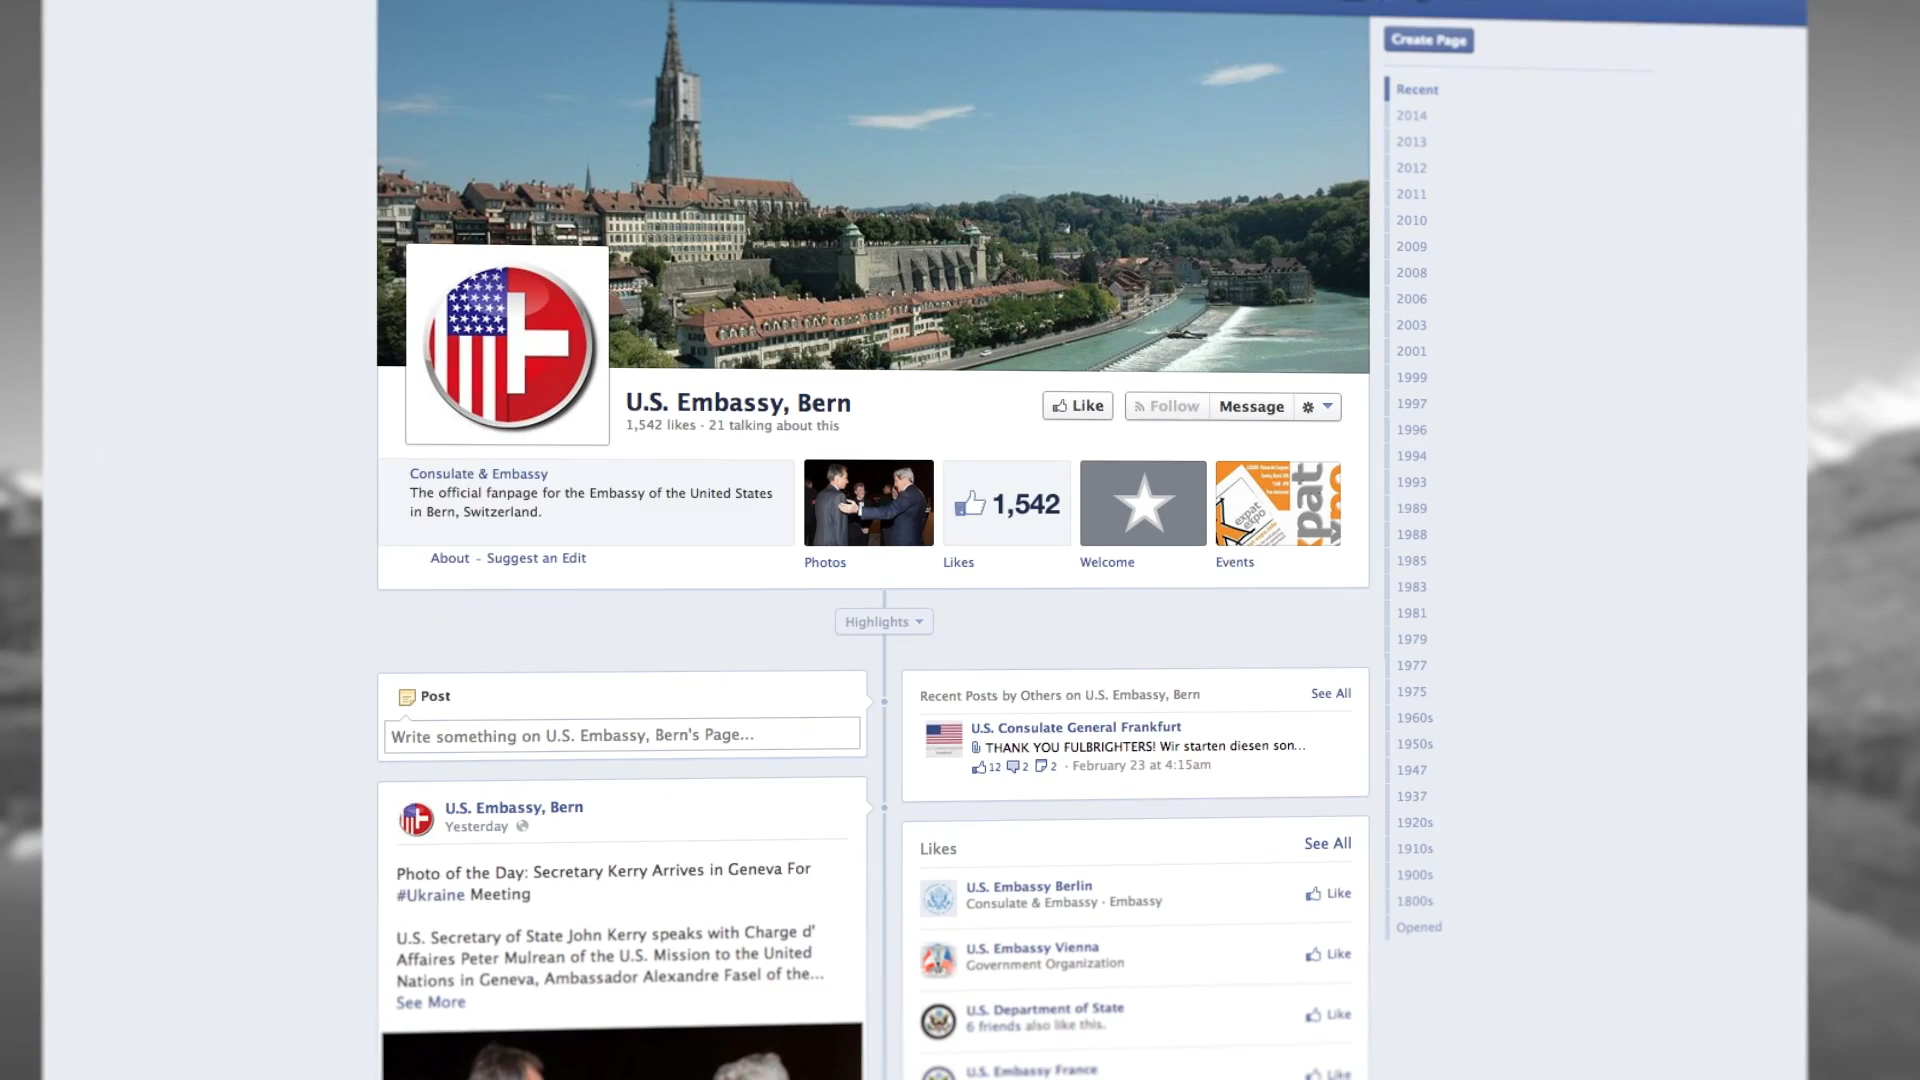 Create Page
Recent
2014
2013
2012
2011
2010
2009
2008
2006
2003
2001
1999
1997
1996
1994
1993
1989
1988
1985
1983
1981
1979
1977
1975
1960s
1950s
1947
1937
1920s
1910s
1900s
1800s
Opened
U.S. Embassy, Bern
1,542 likes · 21 talking about this
Like
Follow
Message
Consulate & Embassy
The official fanpage for the Embassy of the United States
in Bern, Switzerland.
About - Suggest an Edit
1,542
expat
expo
xpat
Photos
Likes
Welcome
Events
Highlights
Post
Write something on U.S. Embassy, Bern's Page...
U.S. Embassy, Bern
Yesterday
Photo of the Day: Secretary Kerry Arrives in Geneva For
#Ukraine Meeting
U.S. Secretary of State John Kerry speaks with Charge d'
Affaires Peter Mulrean of the U.S. Mission to the United
Nations in Geneva, Ambassador Alexandre Fasel of the...
See More
Recent Posts by Others on U.S. Embassy, Bern
See All
U.S. Consulate General Frankfurt
THANK YOU FULBRIGHTERS! Wir starten diesen son...
12 2 2 · February 23 at 4:15am
Likes
See All
U.S. Embassy Berlin
Consulate & Embassy · Embassy
Like
U.S. Embassy Vienna
Government Organization
Like
U.S. Department of State
6 friends also like this.
Like
U.S. Embassy France
Like